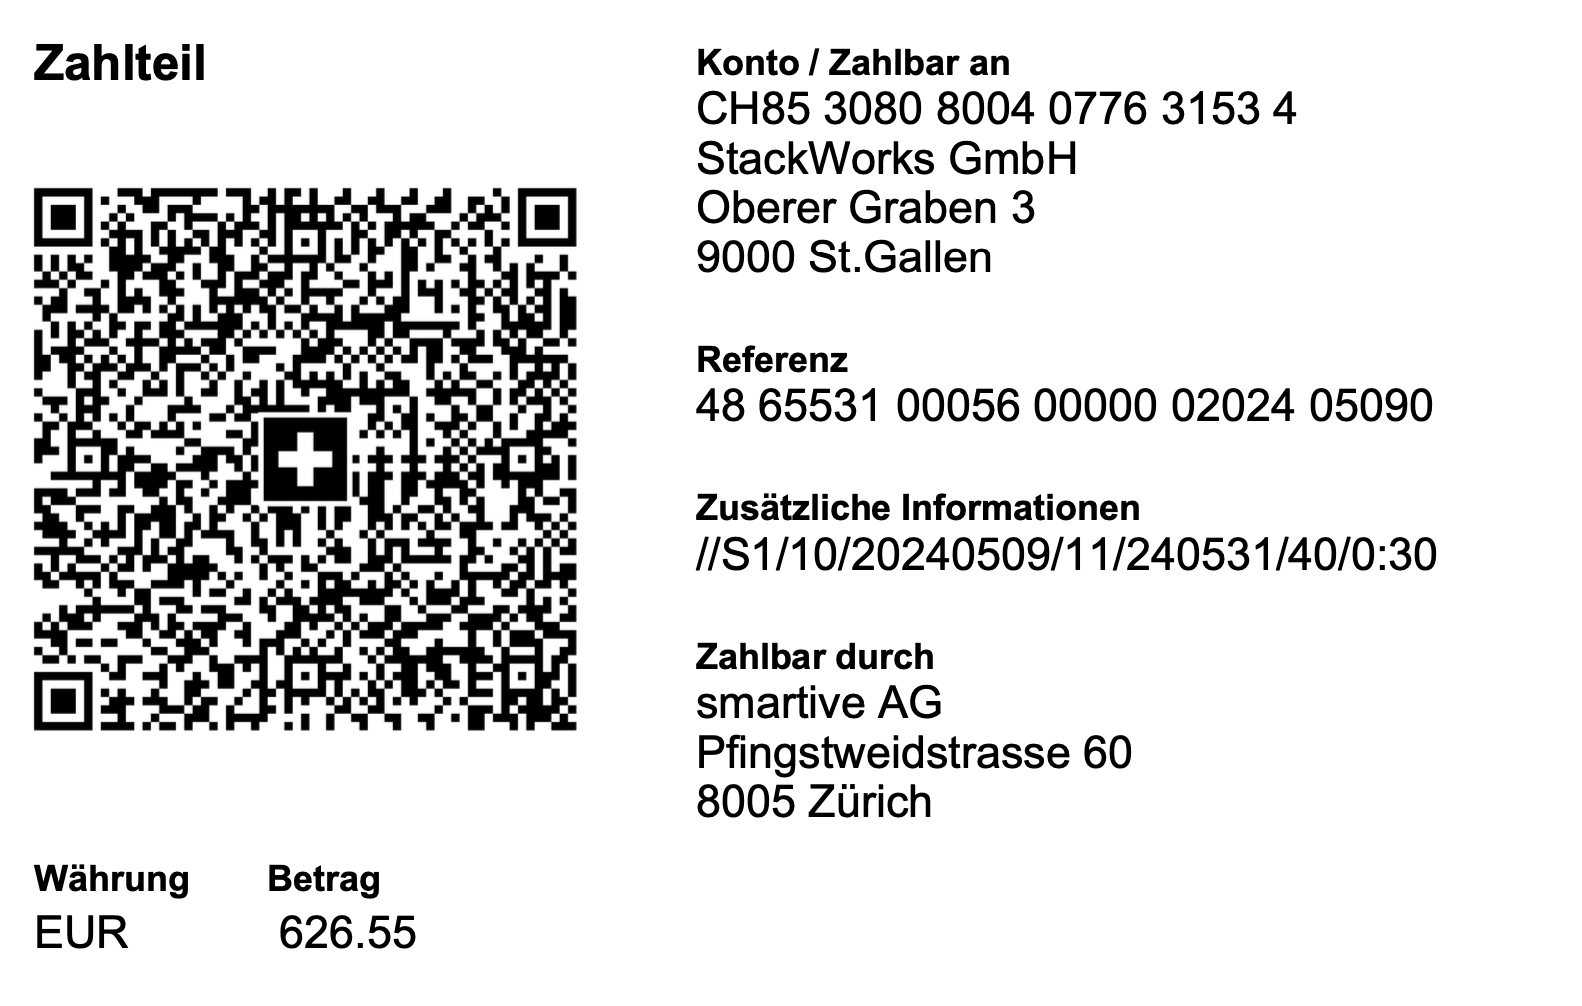 Zahlteil
Konto / Zahlbar an
CH85 3080 8004 0776 3153 4
StackWorks GmbH
Oberer Graben 3
9000 St.Gallen
Referenz
48 65531 00056 00000 02024 05090
Zusätzliche Informationen
//S1/10/20240509/11/240531/40/0:30
Zahlbar durch
smartive AG
Pfingstweidstrasse 60
8005 Zürich
Währung Betrag
EUR 626.55